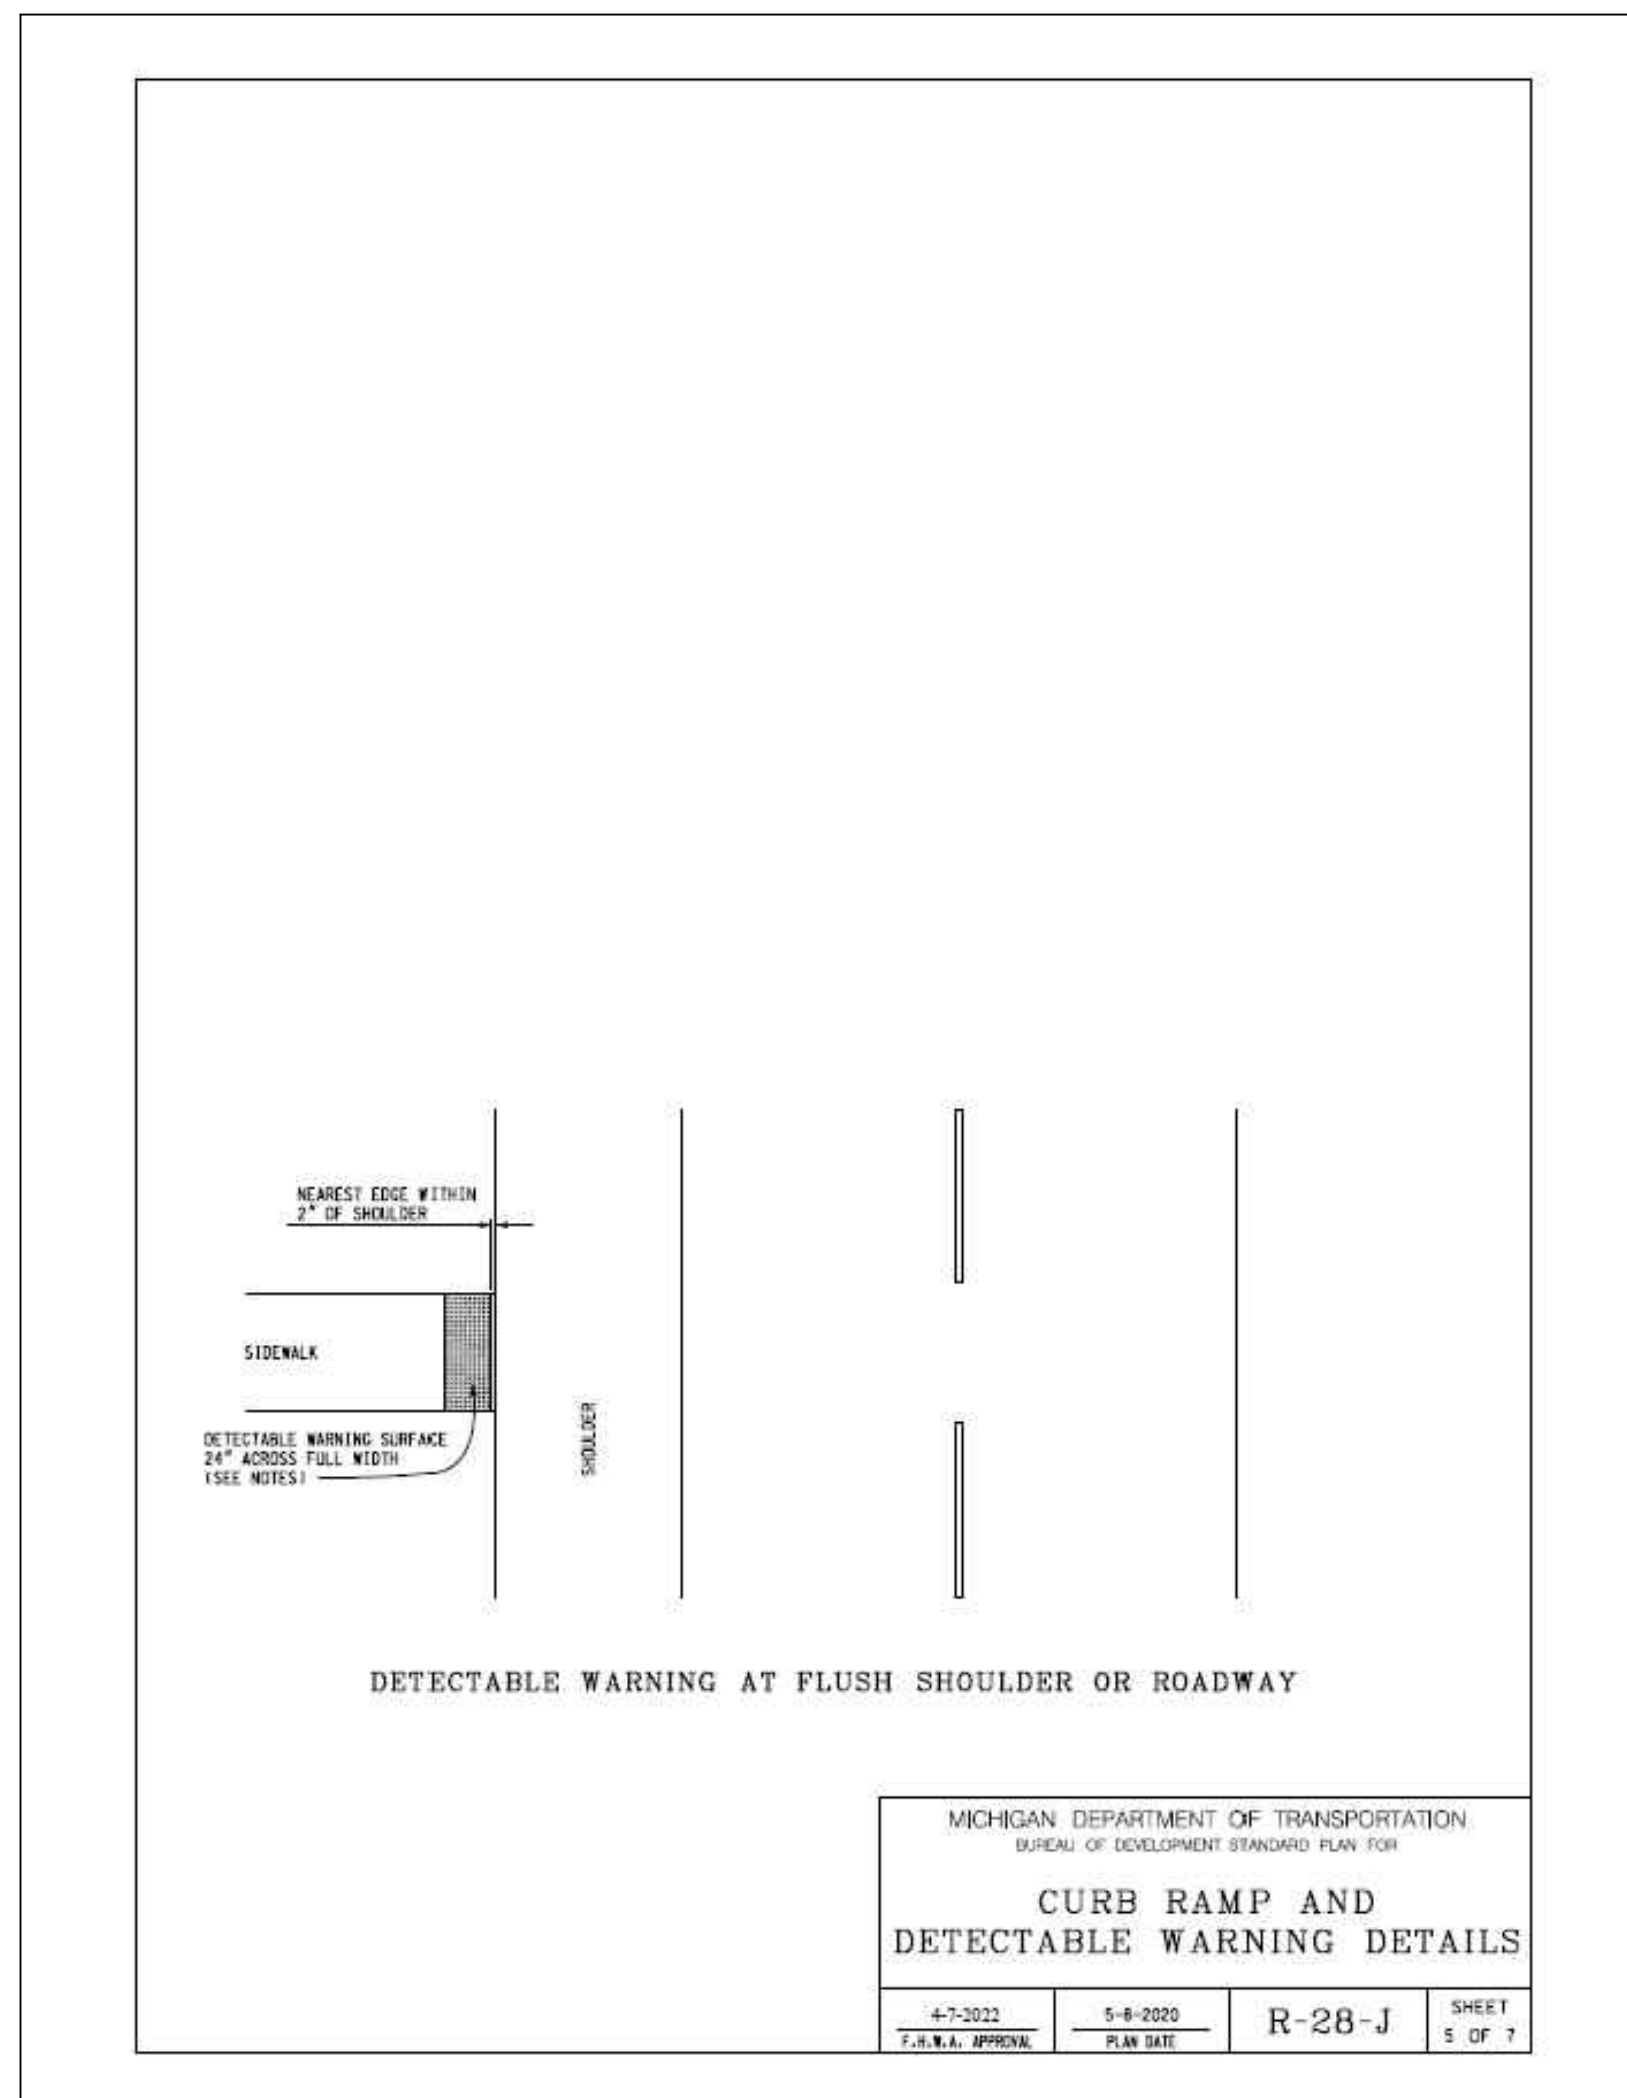 NEAREST EDGE WITHIN
2" OF SHOULDER
SIDEWALK
DETECTABLE WARNING SURFACE
24" ACROSS FULL WIDTH
(SEE NOTES)
SHOULDER
DETECTABLE WARNING AT FLUSH SHOULDER OR ROADWAY
MICHIGAN DEPARTMENT OF TRANSPORTATION
BUREAU OF DEVELOPMENT STANDARD PLAN FOR
CURB RAMP AND
DETECTABLE WARNING DETAILS
4-7-2022
F.H.W.A. APPROVAL
5-8-2020
PLAN DATE
R-28-J
SHEET
5 OF 7